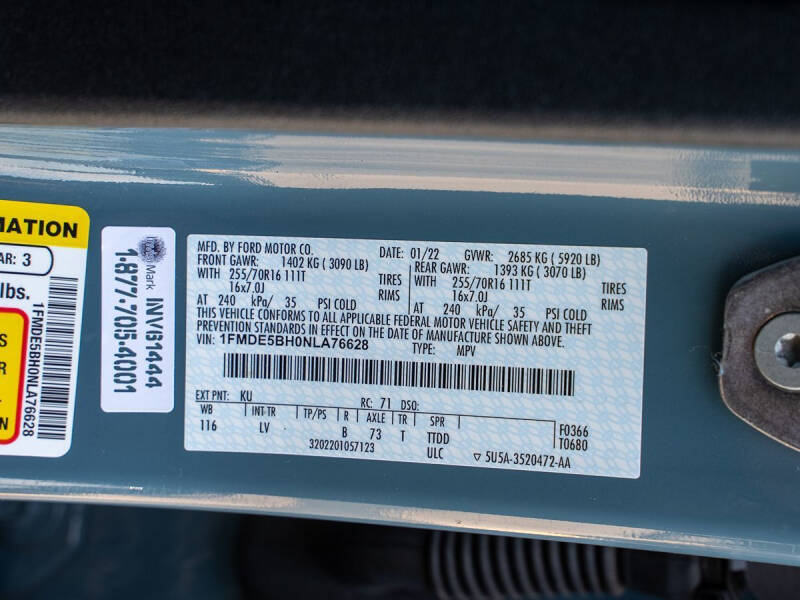 MATION
AR: 3
lbs.
1FMDE5BH0NLA76628
Mark
INV514444
1-877-705-4001
MFD. BY FORD MOTOR CO. DATE: 01/22 GVWR: 2685 KG ( 5920 LB)
FRONT GAWR: 1402 KG ( 3090 LB) REAR GAWR: 1393 KG ( 3070 LB)
WITH 255/70R16 111T TIRES WITH 255/70R16 111T TIRES
16x7.0J RIMS 16x7.0J RIMS
AT 240 kPa/ 35 PSI COLD AT 240 kPa/ 35 PSI COLD
THIS VEHICLE CONFORMS TO ALL APPLICABLE FEDERAL MOTOR VEHICLE SAFETY AND THEFT
PREVENTION STANDARDS IN EFFECT ON THE DATE OF MANUFACTURE SHOWN ABOVE.
VIN: 1FMDE5BH0NLA76628 TYPE: MPV
EXT PNT: KU RC: 71 DSO:
WB INT TR TP/PS R AXLE TR SPR F0366
116 LV B 73 T TTDD T0680
3202201057123 ULC ▽ 5U5A-3520472-AA